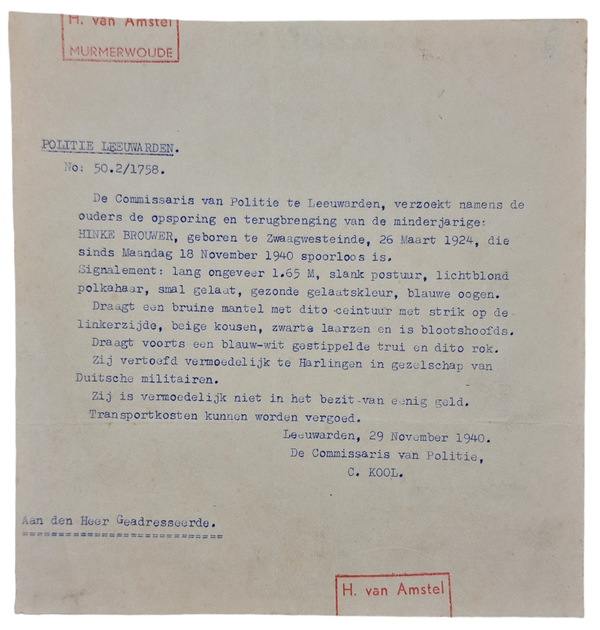 H. van Amstel
MURMERWOUDE
POLITIE LEEUWARDEN.
No: 50.2/1758.
De Commissaris van Politie te Leeuwarden, verzoekt namens de
ouders de opsporing en terugbrenging van de minderjarige:
HINKE BROUWER, geboren te Zwaagwesteinde, 26 Maart 1924, die
sinds Maandag 18 November 1940 spoorloos is.
Signalement: lang ongeveer 1.65 M, slank postuur, lichtblond
polkahaar, smal gelaat, gezonde gelaatskleur, blauwe oogen.
Draagt een bruine mantel met dito ceintuur met strik op de
linkerzijde, beige kousen, zwarte laarzen en is blootshoofds.
Draagt voorts een blauw-wit gestippelde trui en dito rok.
Zij vertoefd vermoedelijk te Harlingen in gezelschap van
Duitsche militairen.
Zij is vermoedelijk niet in het bezit van eenig geld.
Transportkosten kunnen worden vergoed.
Leeuwarden, 29 November 1940.
De Commissaris van Politie,
C. KOOL.
Aan den Heer Geadresseerde.
H. van Amstel